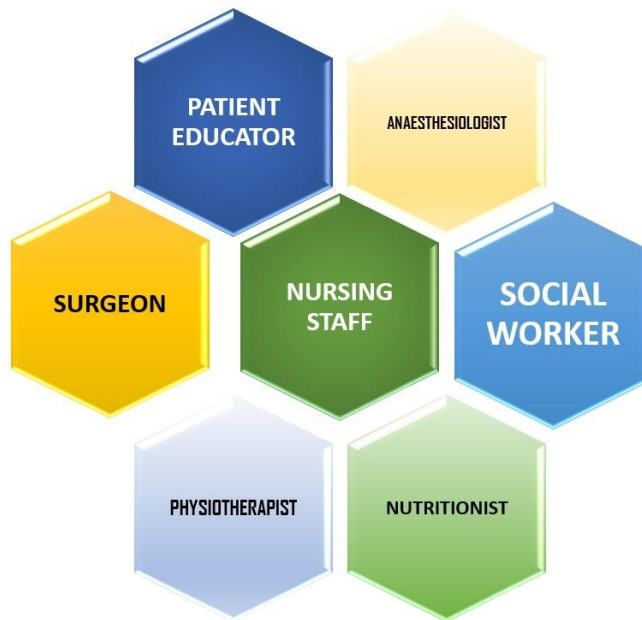 PATIENT
EDUCATOR
ANAESTHESIOLOGIST
SURGEON
NURSING
STAFF
SOCIAL
WORKER
PHYSIOTHERAPIST
NUTRITIONIST